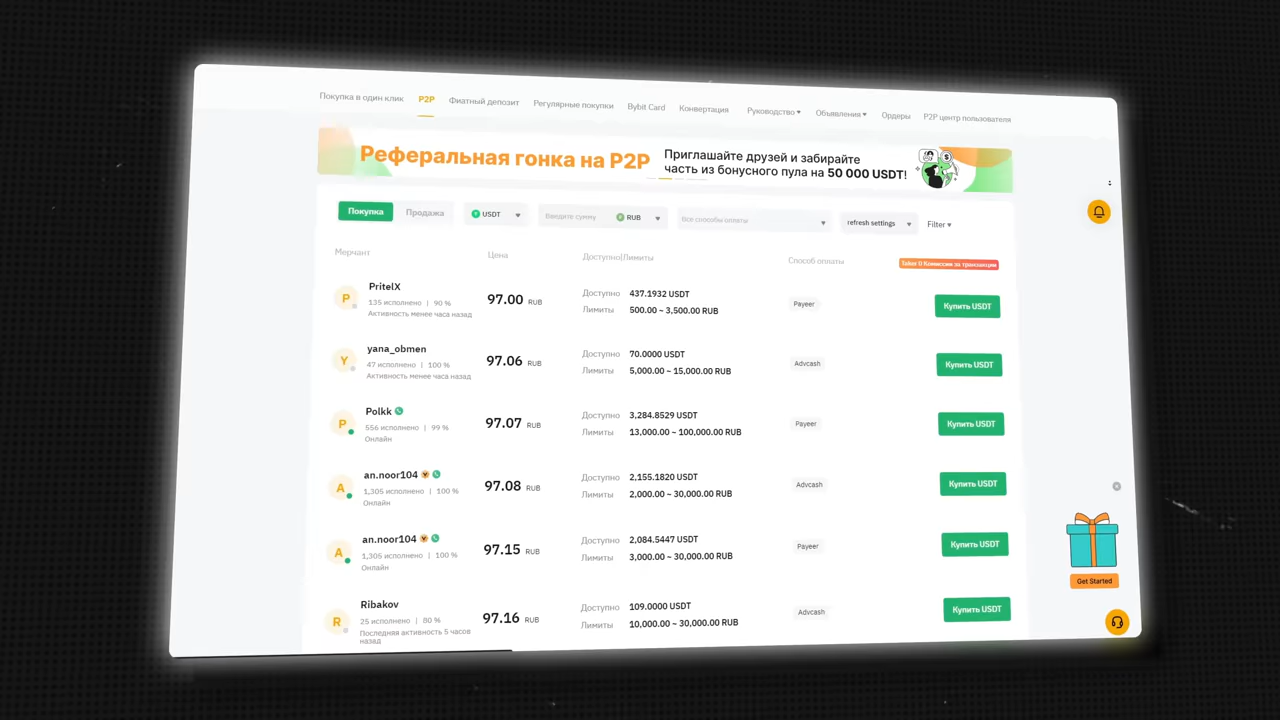 Покупка в один клик P2P Фиатный депозит Регулярные покупки Bybit Card Конвертация Руководство Объявления Ордеры P2P центр пользователя
Реферальная гонка на P2P
Приглашайте друзей и забирайте
часть из бонусного пула на 50 000 USDT!
Покупка Продажа USDT Введите сумму RUB Все способы оплаты refresh settings Filter
Мерчант Цена Доступно|Лимиты Способ оплаты Taker 0 Комиссии за транзакции
PritelX
135 исполнено | 90 %
Активность менее часа назад
97.00 RUB
Доступно 437.1932 USDT
Лимиты 500.00 ~ 3,500.00 RUB
Payeer
Купить USDT
yana_obmen
47 исполнено | 100 %
Активность менее часа назад
97.06 RUB
Доступно 70.0000 USDT
Лимиты 5,000.00 ~ 15,000.00 RUB
Advcash
Купить USDT
Polkk
556 исполнено | 99 %
Онлайн
97.07 RUB
Доступно 3,284.8529 USDT
Лимиты 13,000.00 ~ 100,000.00 RUB
Payeer
Купить USDT
an.noor104
1,305 исполнено | 100 %
Онлайн
97.08 RUB
Доступно 2,155.1820 USDT
Лимиты 2,000.00 ~ 30,000.00 RUB
Advcash
Купить USDT
an.noor104
1,305 исполнено | 100 %
Онлайн
97.15 RUB
Доступно 2,084.5447 USDT
Лимиты 3,000.00 ~ 30,000.00 RUB
Payeer
Купить USDT
Ribakov
25 исполнено | 80 %
Последняя активность 5 часов
назад
97.16 RUB
Доступно 109.0000 USDT
Лимиты 10,000.00 ~ 30,000.00 RUB
Advcash
Купить USDT
Get Started